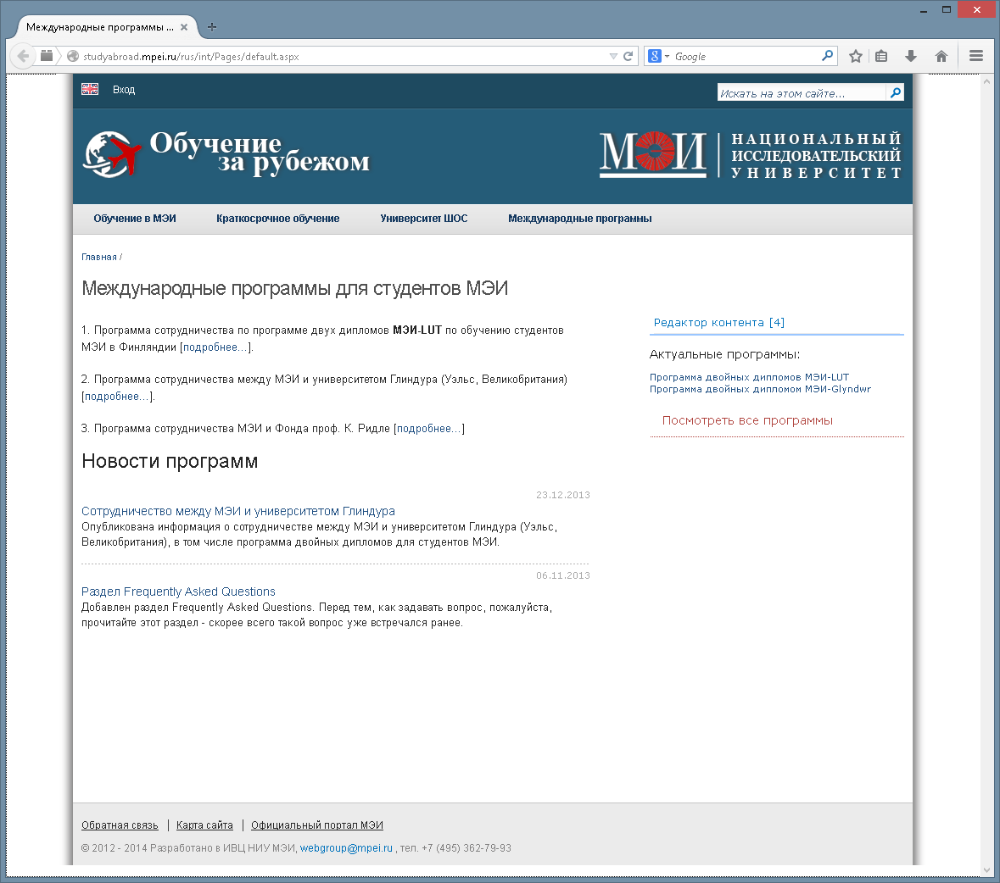 Международные программы ...
studyabroad.mpei.ru/rus/int/Pages/default.aspx
8
Google
Вход
Искать на этом сайте...
Обучение
за рубежом
МЭИ
НАЦИОНАЛЬНЫЙ
ИССЛЕДОВАТЕЛЬСКИЙ
УНИВЕРСИТЕТ
Обучение в МЭИ Краткосрочное обучение Университет ШОС Международные программы
Главная /
Международные программы для студентов МЭИ
1. Программа сотрудничества по программе двух дипломов МЭИ-LUT по обучению студентов
МЭИ в Финляндии [подробнее...].
2. Программа сотрудничества между МЭИ и университетом Глиндура (Уэльс, Великобритания)
[подробнее...].
3. Программа сотрудничества МЭИ и Фонда проф. К. Ридле [подробнее...]
Редактор контента [4]
Актуальные программы:
Программа двойных дипломов МЭИ-LUT
Программа двойных дипломом МЭИ-Glyndwr
Посмотреть все программы
Новости программ
23.12.2013
Сотрудничество между МЭИ и университетом Глиндура
Опубликована информация о сотрудничестве между МЭИ и университетом Глиндура (Уэльс,
Великобритания), в том числе программа двойных дипломов для студентов МЭИ.
06.11.2013
Раздел Frequently Asked Questions
Добавлен раздел Frequently Asked Questions. Перед тем, как задавать вопрос, пожалуйста,
прочитайте этот раздел - скорее всего такой вопрос уже встречался ранее.
Обратная связь | Карта сайта | Официальный портал МЭИ
© 2012 - 2014 Разработано в ИВЦ НИУ МЭИ, webgroup@mpei.ru , тел. +7 (495) 362-79-93